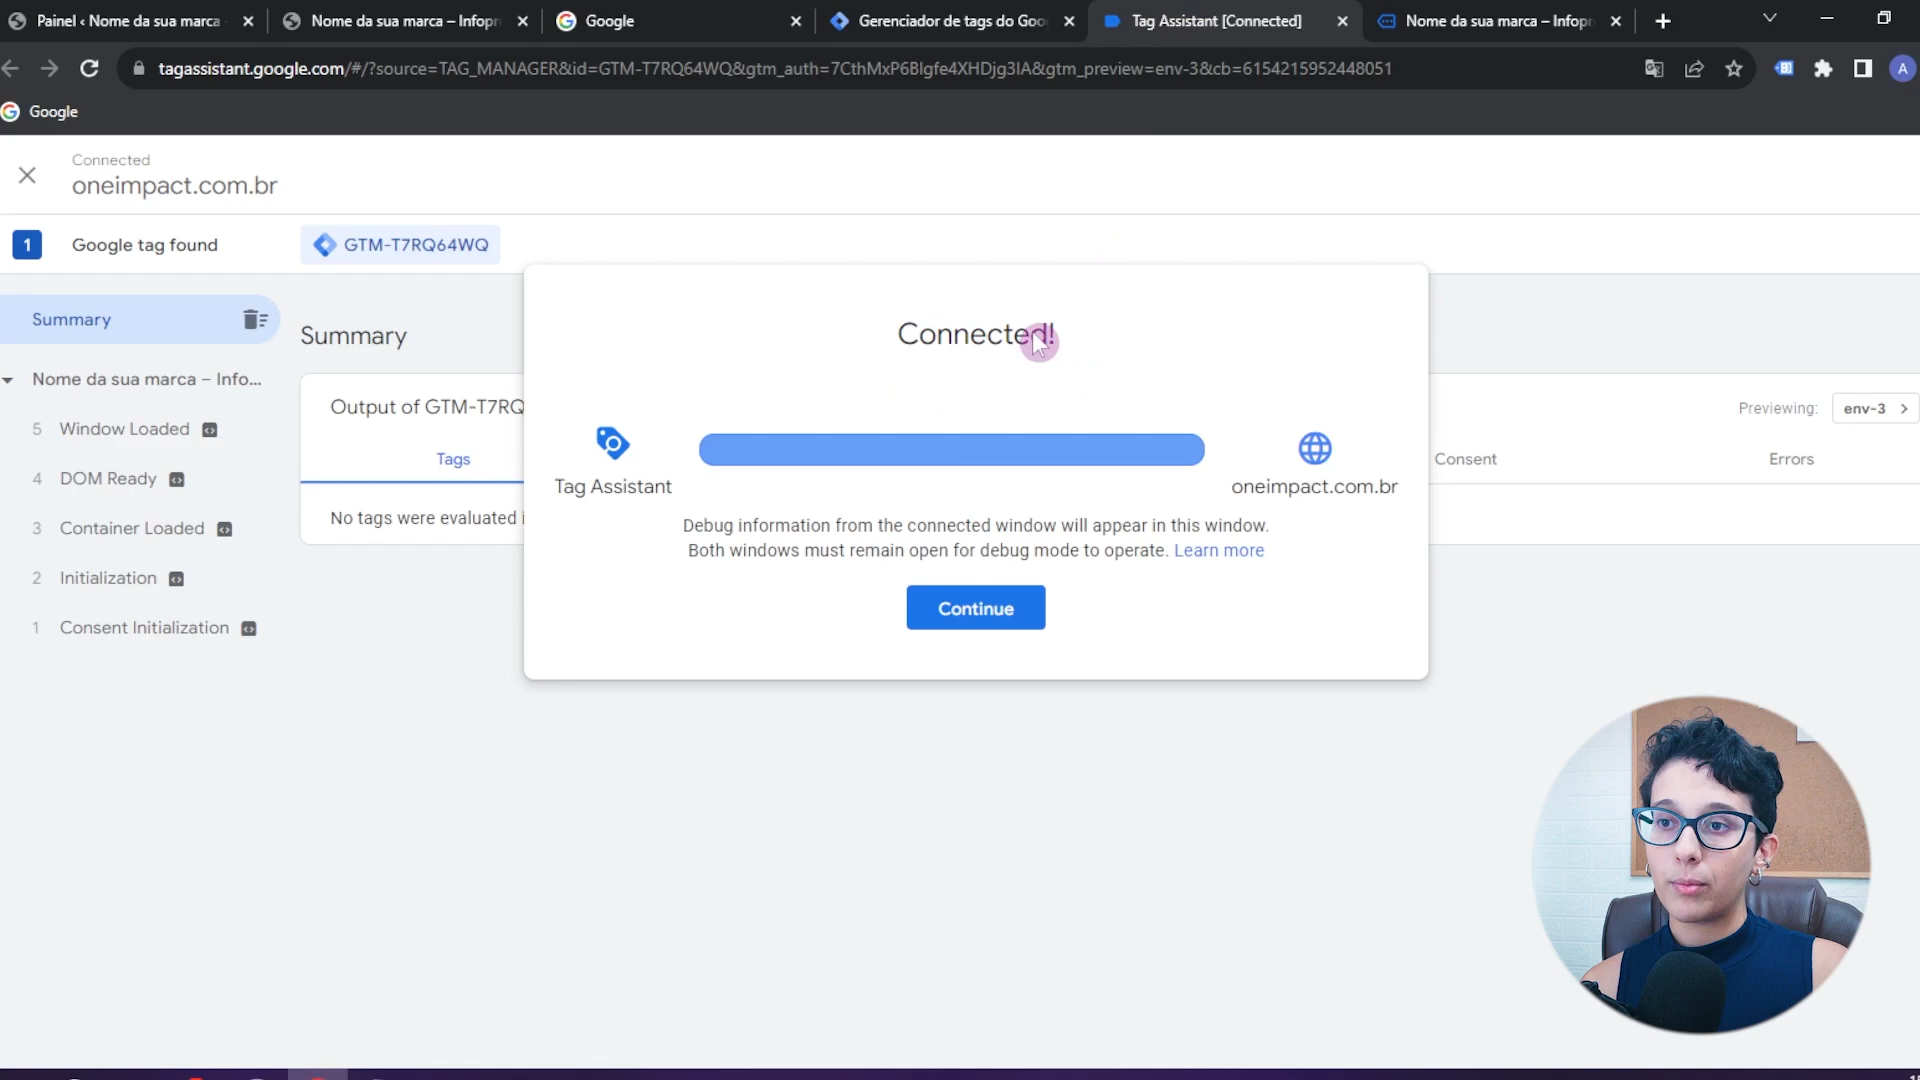 Painel ‹ Nome da sua marca
Nome da sua marca – Infopr
Google
Gerenciador de tags do Goo
Tag Assistant [Connected]
Nome da sua marca – Infopr
tagassistant.google.com/#/?source=TAG_MANAGER&id=GTM-T7RQ64WQ&gtm_auth=7CthMxP6Blgfe4XHDjg3lA&gtm_preview=env-3&cb=6154215952448051
A
Google
Connected
oneimpact.com.br
1
Google tag found
GTM-T7RQ64WQ
Summary
Nome da sua marca – Info...
5 Window Loaded
4 DOM Ready
3 Container Loaded
2 Initialization
1 Consent Initialization
Summary
Output of GTM-T7RQ
Previewing: env-3
Tags
Consent
Errors
No tags were evaluated i
Connected!
Tag Assistant
oneimpact.com.br
Debug information from the connected window will appear in this window.
Both windows must remain open for debug mode to operate. Learn more
Continue